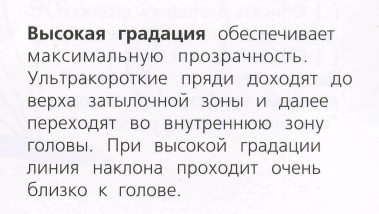 Высокая градация обеспечивает
максимальную прозрачность.
Ультракороткие пряди доходят до
верха затылочной зоны и далее
переходят во внутреннюю зону
головы. При высокой градации
линия наклона проходит очень
близко к голове.